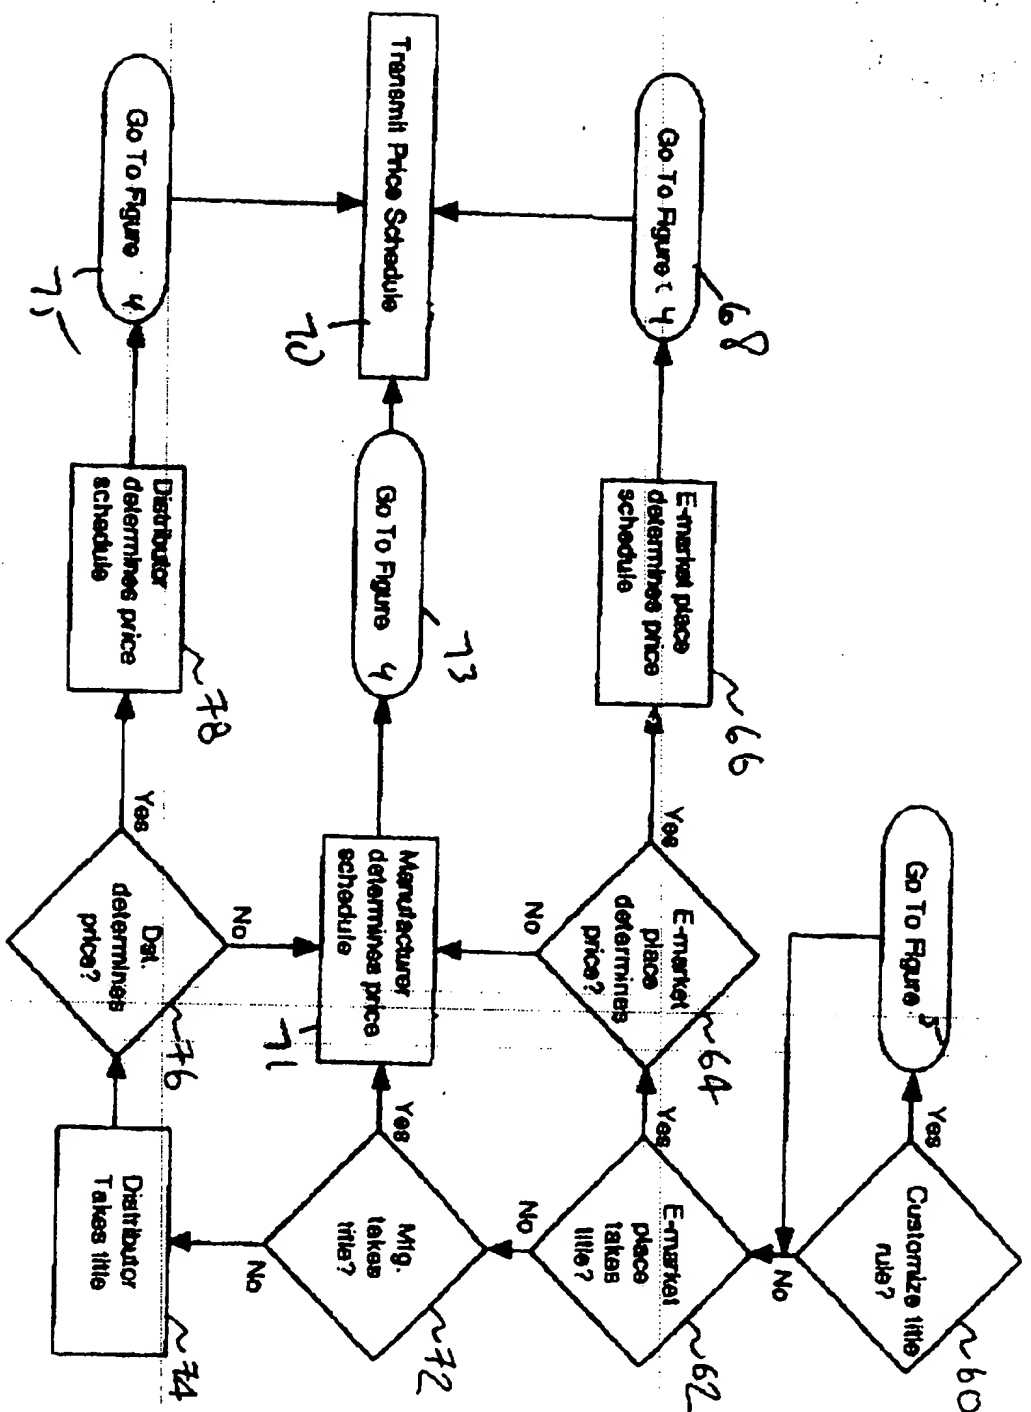 Customize title
rule?
60
Yes
No
Go To Figure 5
E-market
place
takes
title?
62
Yes
No
E-market
place
determines
price?
64
Yes
No
E-market place
determines price
schedule
66
Go To Figure 4
68
Mfg.
takes
title?
72
Yes
No
Manufacturer
determines price
schedule
71
Go To Figure 4
73
Transmit Price Schedule
70
Distributor
Takes title
74
Dist.
determines
price?
76
Yes
No
Distributor
determines price
schedule
78
Go To Figure 4